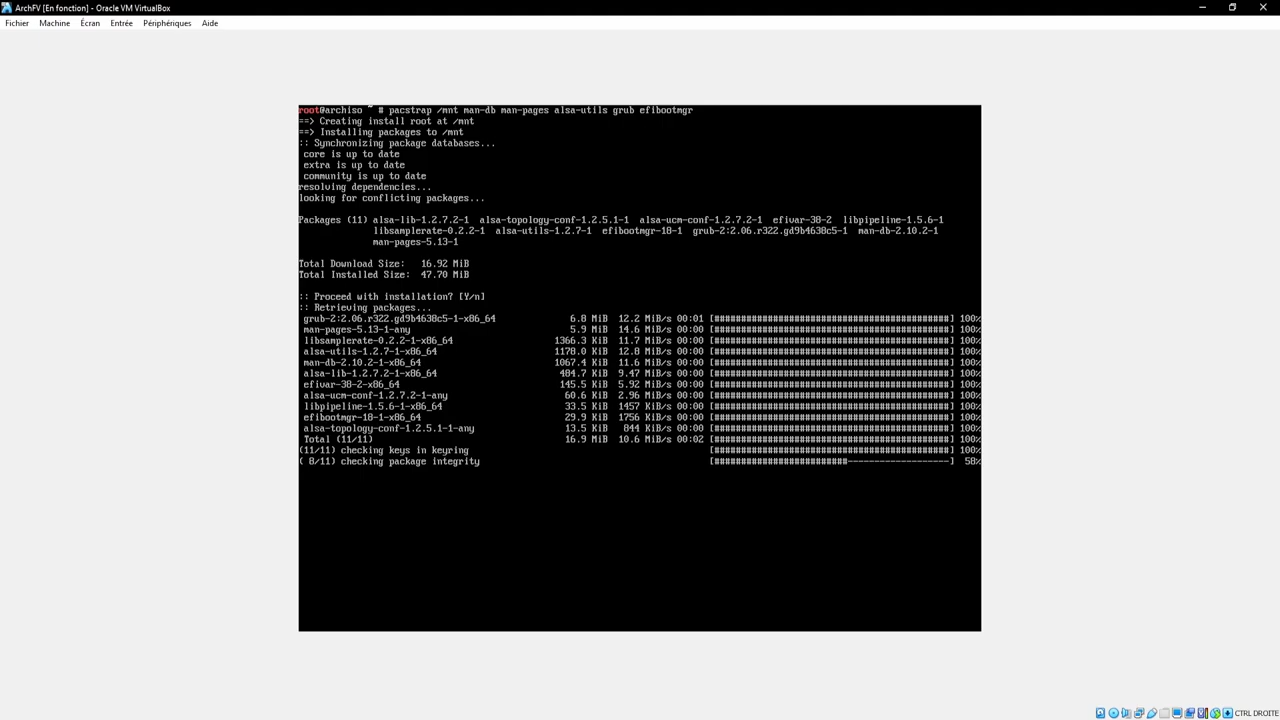 ArchFV [En fonction] - Oracle VM VirtualBox
Fichier Machine Écran Entrée Périphériques Aide
root@archiso ~ # pacstrap /mnt man-db man-pages alsa-utils grub efibootmgr
==> Creating install root at /mnt
==> Installing packages to /mnt
:: Synchronizing package databases...
core is up to date
extra is up to date
community is up to date
resolving dependencies...
looking for conflicting packages...
Packages (11) alsa-lib-1.2.7.2-1 alsa-topology-conf-1.2.5.1-1 alsa-ucm-conf-1.2.7.2-1 efivar-38-2 libpipeline-1.5.6-1
libsamplerate-0.2.2-1 alsa-utils-1.2.7-1 efibootmgr-18-1 grub-2:2.06.r322.gd9b4638c5-1 man-db-2.10.2-1
man-pages-5.13-1
Total Download Size: 16.92 MiB
Total Installed Size: 47.70 MiB
:: Proceed with installation? [Y/n]
:: Retrieving packages...
grub-2:2.06.r322.gd9b4638c5-1-x86_64 6.8 MiB 12.2 MiB/s 00:01 [############################################] 100%
man-pages-5.13-1-any 5.9 MiB 14.6 MiB/s 00:00 [############################################] 100%
libsamplerate-0.2.2-1-x86_64 1366.3 KiB 11.7 MiB/s 00:00 [############################################] 100%
alsa-utils-1.2.7-1-x86_64 1178.0 KiB 12.8 MiB/s 00:00 [############################################] 100%
man-db-2.10.2-1-x86_64 1067.4 KiB 11.6 MiB/s 00:00 [############################################] 100%
alsa-lib-1.2.7.2-1-x86_64 484.7 KiB 9.47 MiB/s 00:00 [############################################] 100%
efivar-38-2-x86_64 145.5 KiB 5.92 MiB/s 00:00 [############################################] 100%
alsa-ucm-conf-1.2.7.2-1-any 60.6 KiB 2.96 MiB/s 00:00 [############################################] 100%
libpipeline-1.5.6-1-x86_64 33.5 KiB 1457 KiB/s 00:00 [############################################] 100%
efibootmgr-18-1-x86_64 29.9 KiB 1756 KiB/s 00:00 [############################################] 100%
alsa-topology-conf-1.2.5.1-1-any 13.5 KiB 844 KiB/s 00:00 [############################################] 100%
Total (11/11) 16.9 MiB 10.6 MiB/s 00:02 [############################################] 100%
(11/11) checking keys in keyring [############################################] 100%
( 8/11) checking package integrity [#########################-------------------] 58%
CTRL DROITE